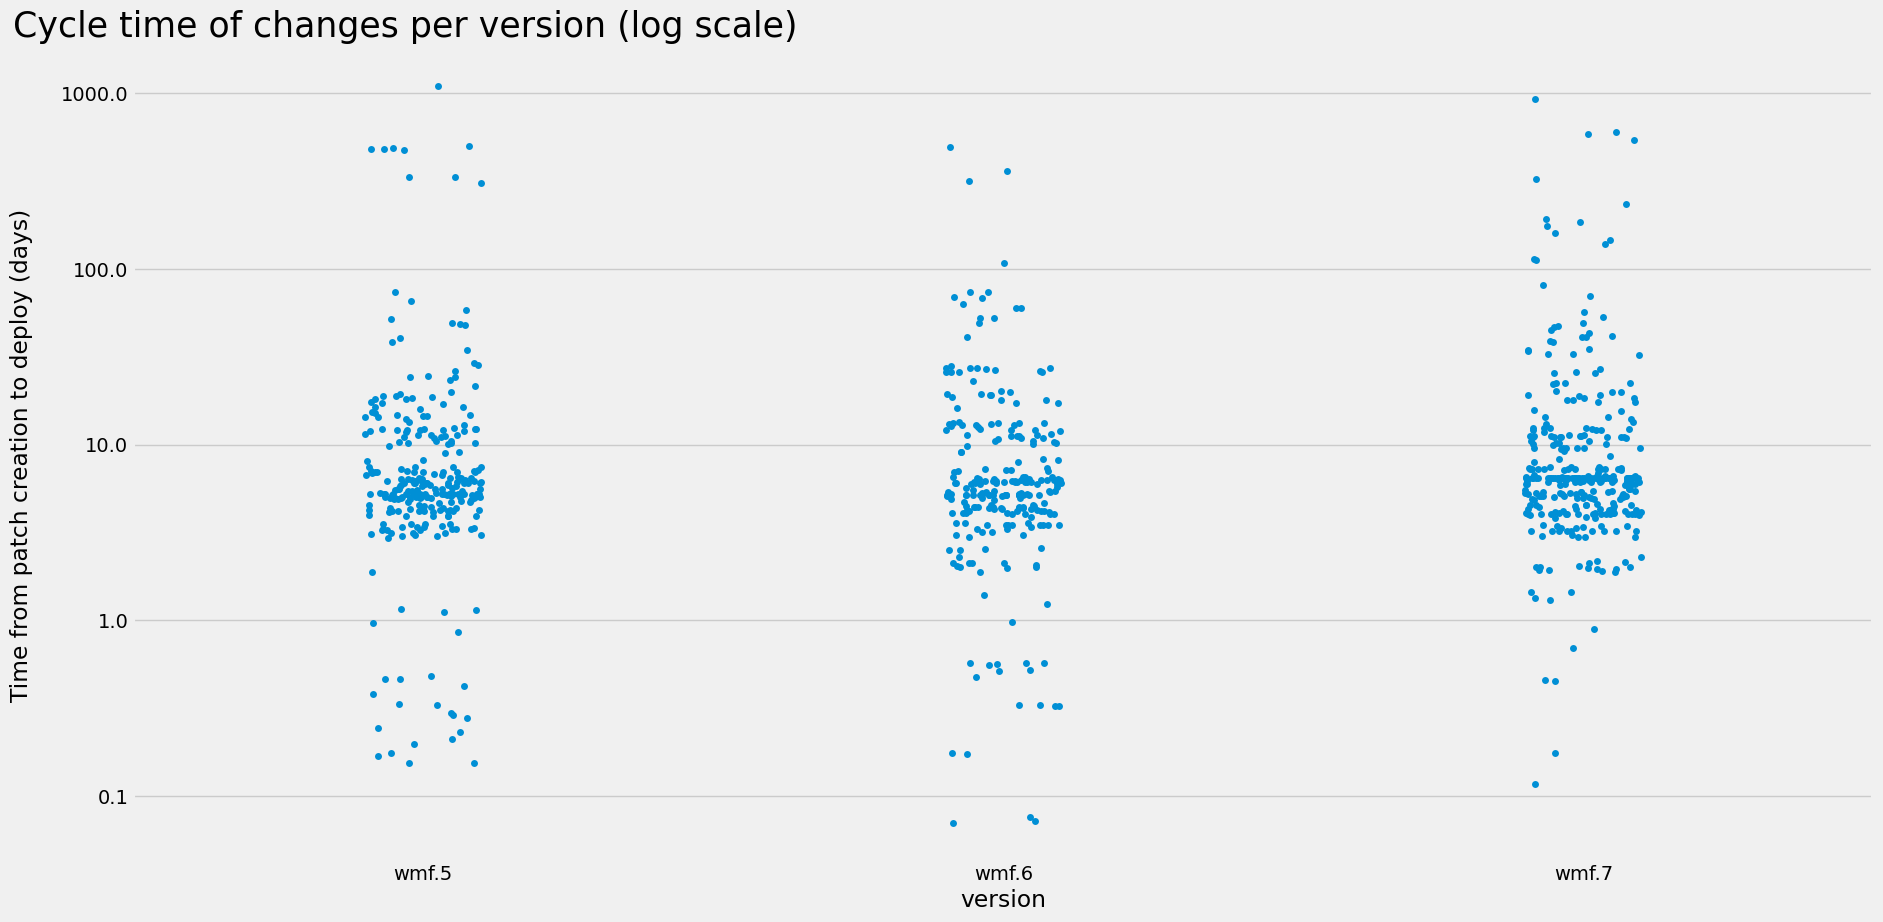 Cycle time of changes per version (log scale)
Time from patch creation to deploy (days)
1000.0
100.0
10.0
1.0
0.1
wmf.5
wmf.6
wmf.7
version